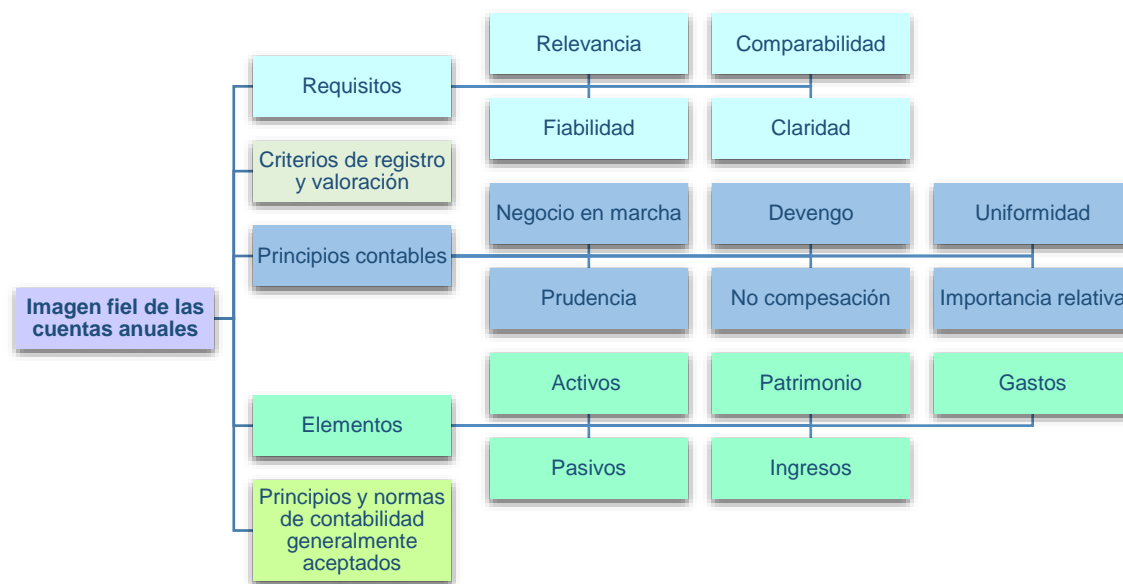 Imagen fiel de las
cuentas anuales
Requisitos
Relevancia
Comparabilidad
Fiabilidad
Claridad
Criterios de registro
y valoración
Principios contables
Negocio en marcha
Devengo
Uniformidad
Prudencia
No compesación
Importancia relativa
Elementos
Activos
Patrimonio
Gastos
Pasivos
Ingresos
Principios y normas
de contabilidad
generalmente
aceptados